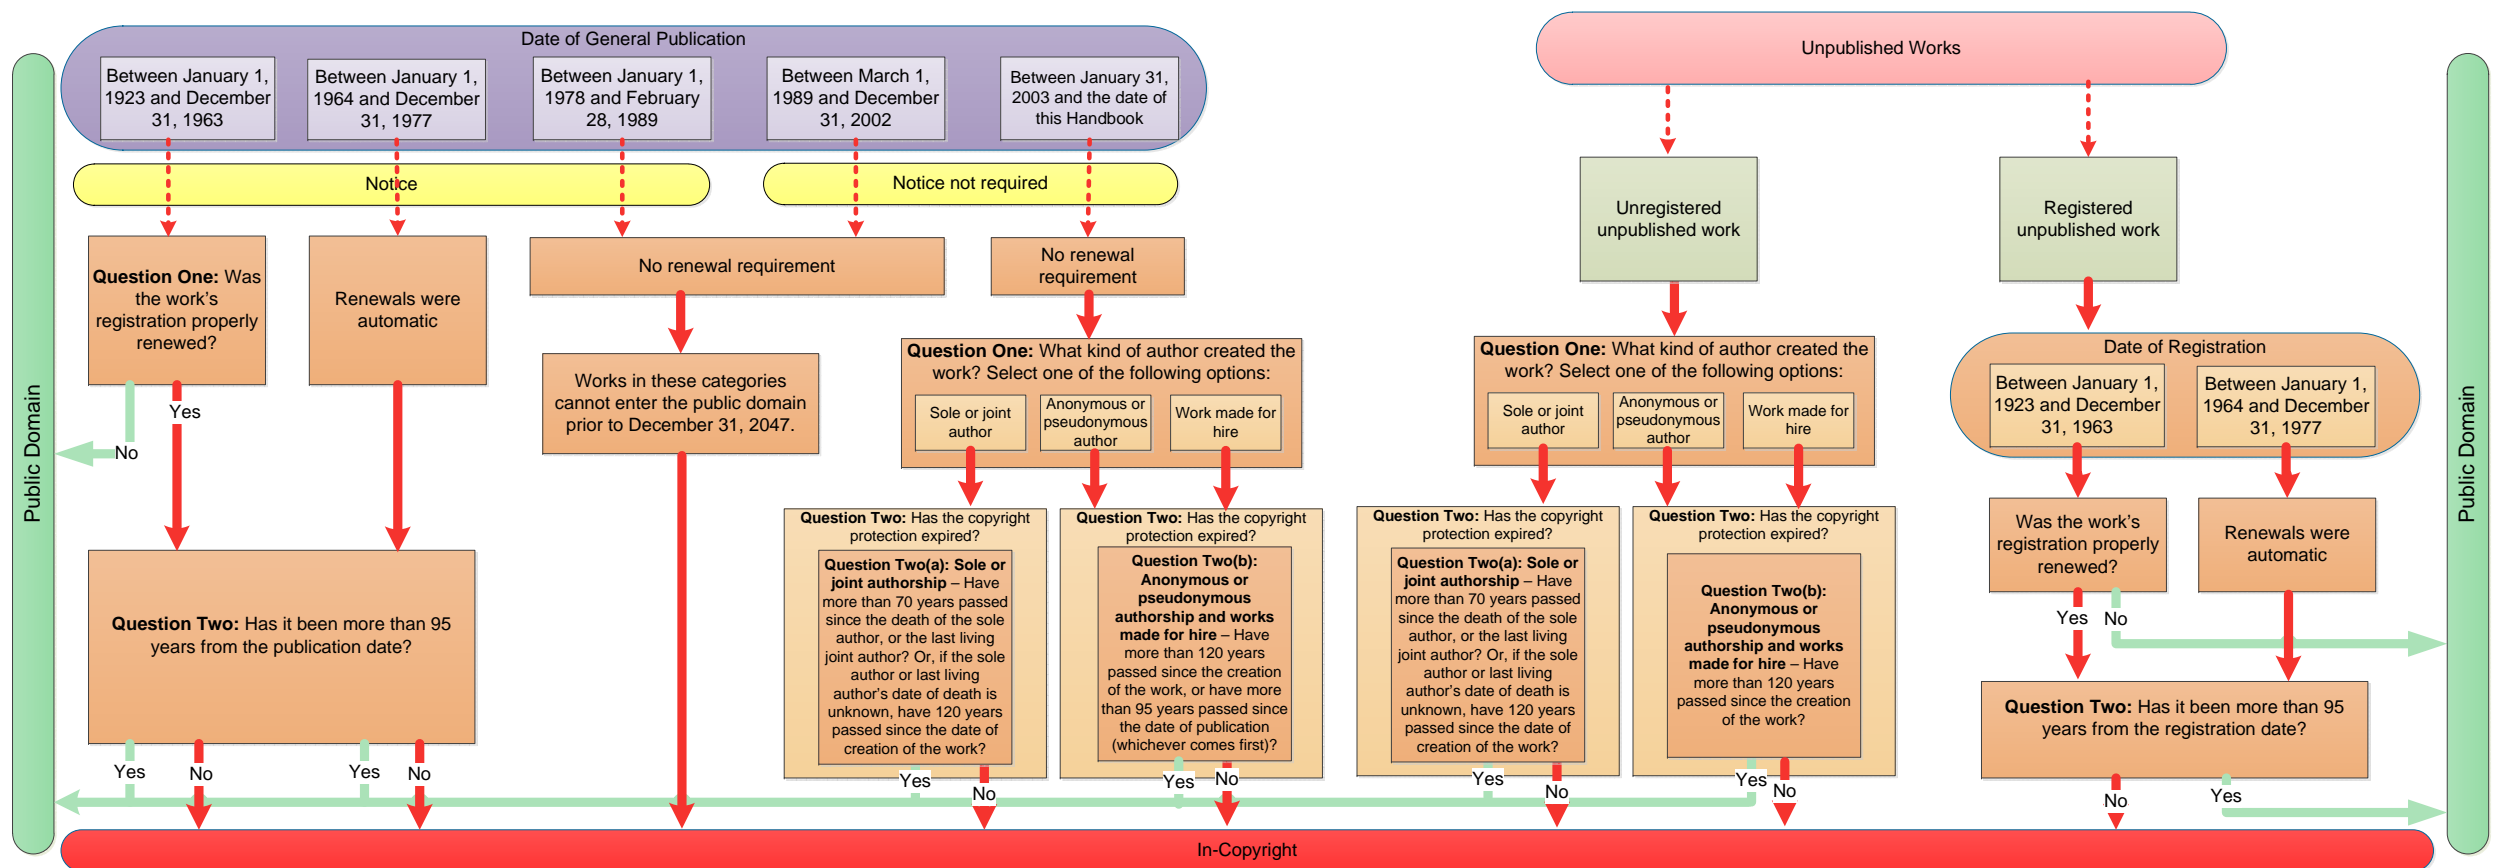 Date of General Publication
Between January 1,
1923 and December
31, 1963
Between January 1,
1964 and December
31, 1977
Between January 1,
1978 and February
28, 1989
Between March 1,
1989 and December
31, 2002
Between January 31,
2003 and the date of
this Handbook
Unpublished Works
Notice
Notice not required
Unregistered
unpublished work
Registered
unpublished work
Public Domain
Question One: Was
the work's
registration properly
renewed?
Yes
No
Renewals were
automatic
No renewal requirement
Works in these categories
cannot enter the public domain
prior to December 31, 2047.
No renewal
requirement
Question One: What kind of author created the
work? Select one of the following options:
Sole or joint
author
Anonymous or
pseudonymous
author
Work made for
hire
Question One: What kind of author created the
work? Select one of the following options:
Sole or joint
author
Anonymous or
pseudonymous
author
Work made for
hire
Date of Registration
Between January 1,
1923 and December
31, 1963
Between January 1,
1964 and December
31, 1977
Public Domain
Question Two: Has it been more than 95
years from the publication date?
Yes
No
Yes
No
Question Two: Has the copyright
protection expired?
Question Two(a): Sole or
joint authorship – Have
more than 70 years passed
since the death of the sole
author, or the last living
joint author? Or, if the sole
author or last living
author's date of death is
unknown, have 120 years
passed since the date of
creation of the work?
Yes
No
Question Two: Has the copyright
protection expired?
Question Two(b):
Anonymous or
pseudonymous
authorship and works
made for hire – Have
more than 120 years
passed since the creation
of the work, or have more
than 95 years passed since
the date of publication
(whichever comes first)?
Yes
No
Question Two: Has the copyright
protection expired?
Question Two(a): Sole or
joint authorship – Have
more than 70 years passed
since the death of the sole
author, or the last living
joint author? Or, if the sole
author or last living
author's date of death is
unknown, have 120 years
passed since the date of
creation of the work?
Yes
No
Question Two: Has the copyright
protection expired?
Question Two(b):
Anonymous or
pseudonymous
authorship and works
made for hire – Have
more than 120 years
passed since the creation
of the work?
Yes
No
Was the work's
registration properly
renewed?
Yes
No
Renewals were
automatic
Question Two: Has it been more than 95
years from the registration date?
No
Yes
In-Copyright